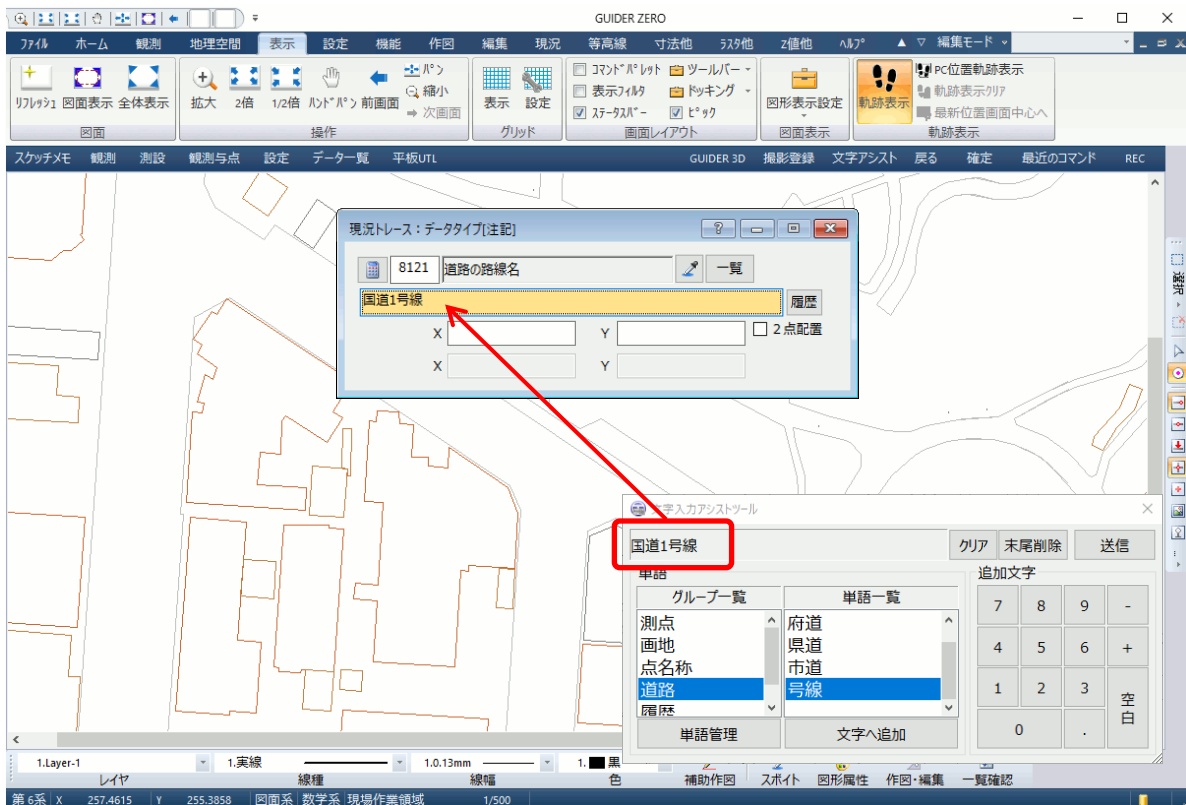 GUIDER ZERO
ﾌｧｲﾙ ホーム 観測 地理空間 表示 設定 機能 作図 編集 現況 等高線 寸法他 ﾗｽﾀ他 Z値他 ﾍﾙﾌﾟ 編集モード
ﾘﾌﾚｯｼｭ 図面表示 全体表示
図面
拡大 2倍 1/2倍 ﾊﾝﾄﾞﾊﾟﾝ 前画面
ﾊﾟﾝ
縮小
次画面
操作
表示 設定
グリッド
ｺﾏﾝﾄﾞﾊﾟﾚｯﾄ ツールバー
表示ﾌｨﾙﾀ ドッキング
ｽﾃｰﾀｽﾊﾞｰ ﾋﾟｯｸ
画面レイアウト
図形表示設定
図面表示
軌跡表示
PC位置軌跡表示
軌跡表示ｸﾘｱ
最新位置画面中心へ
軌跡表示
スケッチメモ 観測 測設 観測与点 設定 データ一覧 平板UTL GUIDER 3D 撮影登録 文字アシスト 戻る 確定 最近のコマンド REC
選択
現況トレース：データタイプ[注記]
8121 道路の路線名 一覧
国道1号線 履歴
X Y 2点配置
X Y
文字入力アシストツール
国道1号線 クリア 末尾削除 送信
単語 追加文字
グループ一覧 単語一覧
測点
画地
点名称
道路
履歴
府道
県道
市道
号線
単語管理 文字へ追加
7 8 9 -
4 5 6 +
1 2 3 空白
0 .
1.Layer-1 1.実線 1.0.13mm 1. 黒
レイヤ 線種 線幅 色 補助作図 スポイト 図形属性 作図・編集 一覧確認
第6系 X 257.4615 Y 255.3858 図面系 数学系 現場作業領域 1/500